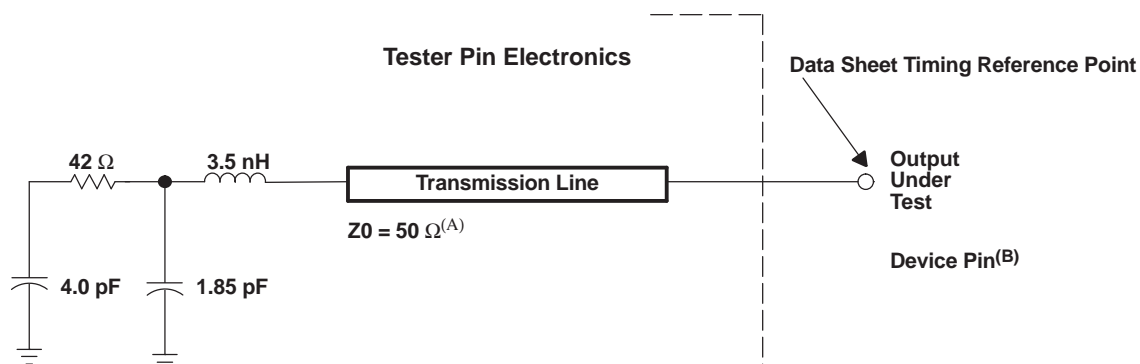 Tester Pin Electronics
Data Sheet Timing Reference Point
42 Ω
3.5 nH
Transmission Line
Output
Under
Test
Z0 = 50 Ω(A)
Device Pin(B)
4.0 pF
1.85 pF